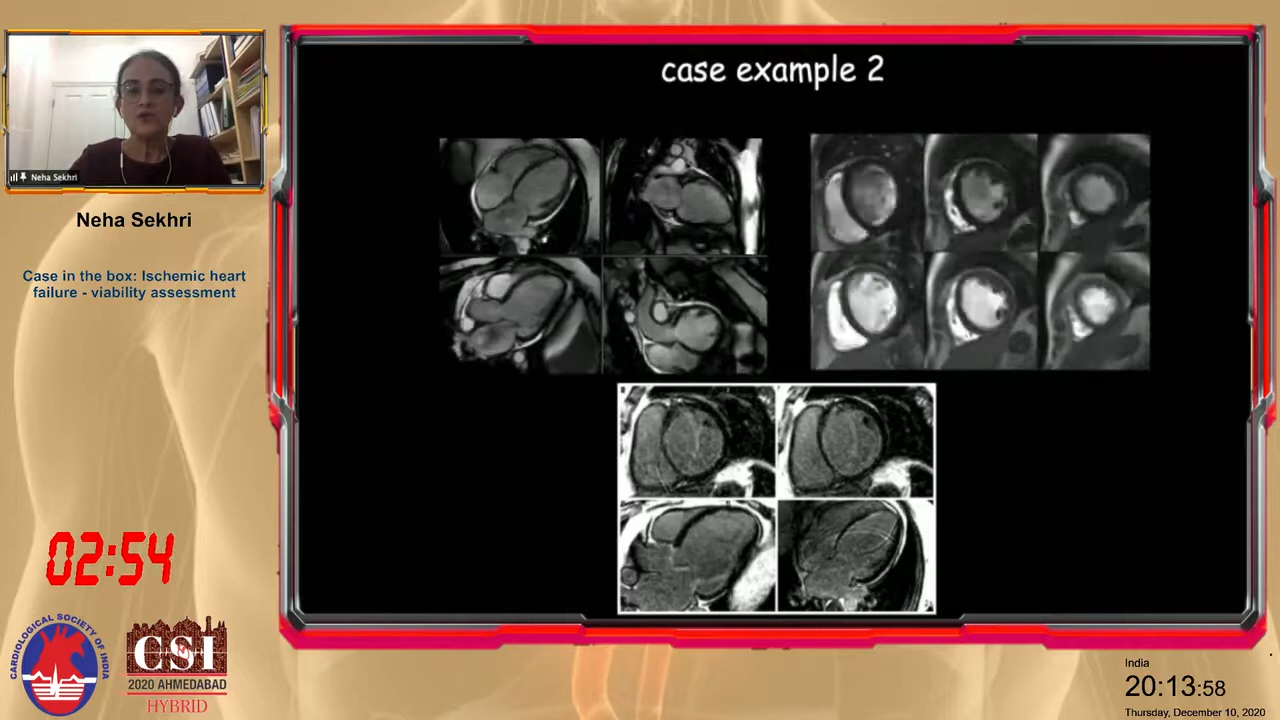 case example 2
Neha Sekhri
Neha Sekhri
Case in the box: Ischemic heart
failure - viability assessment
02:54
CARDIOLOGICAL SOCIETY OF INDIA
CSI
2020 AHMEDABAD
HYBRID
India
20:13:58
Thursday, December 10, 2020